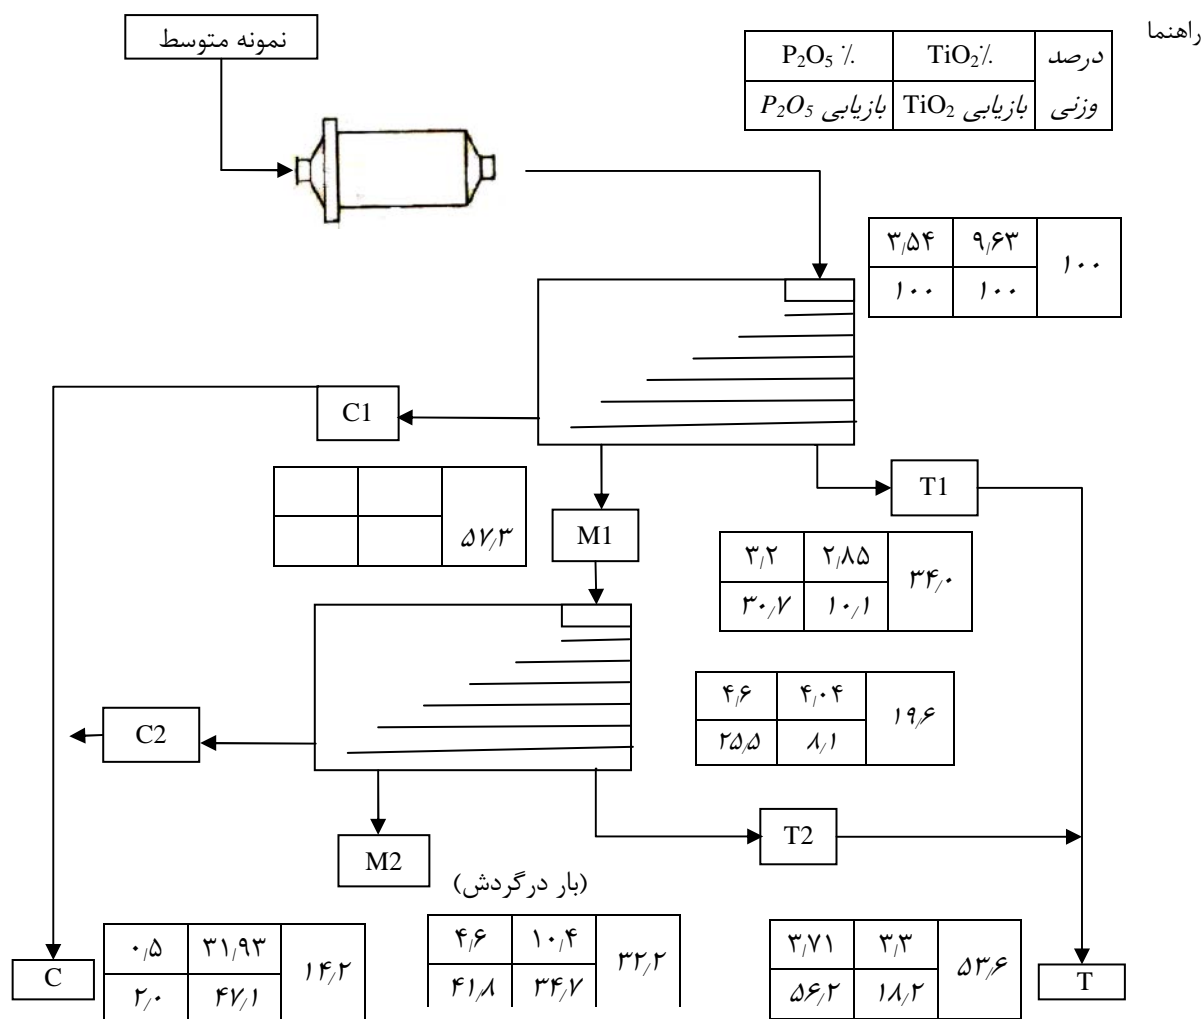 راهنما
نمونه متوسط
P₂O₅ ٪ TiO₂٪ درصد
بازیابی P₂O₅ بازیابی TiO₂ وزنی
۳٫۵۴ ۹٫۶۳ ۱۰۰
۱۰۰ ۱۰۰
C1
T1
۵۷٫۳
M1
۳٫۲ ۲٫۸۵ ۳۴٫۰
۳۰٫۷ ۱۰٫۱
۴٫۶ ۴٫۰۴ ۱۹٫۶
۲۵٫۵ ۸٫۱
C2
T2
M2
(بار درگردش)
C
۰٫۵ ۳۱٫۹۳ ۱۴٫۲
۲٫۰ ۴۷٫۱
۴٫۶ ۱۰٫۴ ۳۲٫۲
۴۱٫۸ ۳۴٫۷
۳٫۷۱ ۳٫۳ ۵۳٫۶
۵۶٫۲ ۱۸٫۲
T